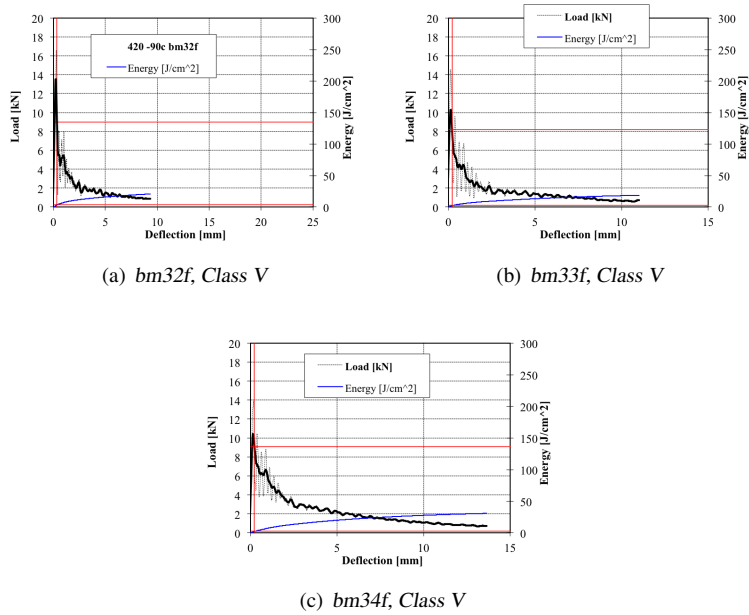 420 -90c bm32f
Energy [J/cm^2]
20
18
16
14
12
10
8
6
4
2
0
Load [kN]
300
250
200
150
100
50
0
Energy [J/cm^2]
0 5 10 15 20 25
Deflection [mm]
(a) bm32f, Class V
Load [kN]
Energy [J/cm^2]
20
18
16
14
12
10
8
6
4
2
0
Load [kN]
300
250
200
150
100
50
0
Energy [J/cm^2]
0 5 10 15
Deflection [mm]
(b) bm33f, Class V
Load [kN]
Energy [J/cm^2]
20
18
16
14
12
10
8
6
4
2
0
Load [kN]
300
250
200
150
100
50
0
Energy [J/cm^2]
0 5 10 15
Deflection [mm]
(c) bm34f, Class V